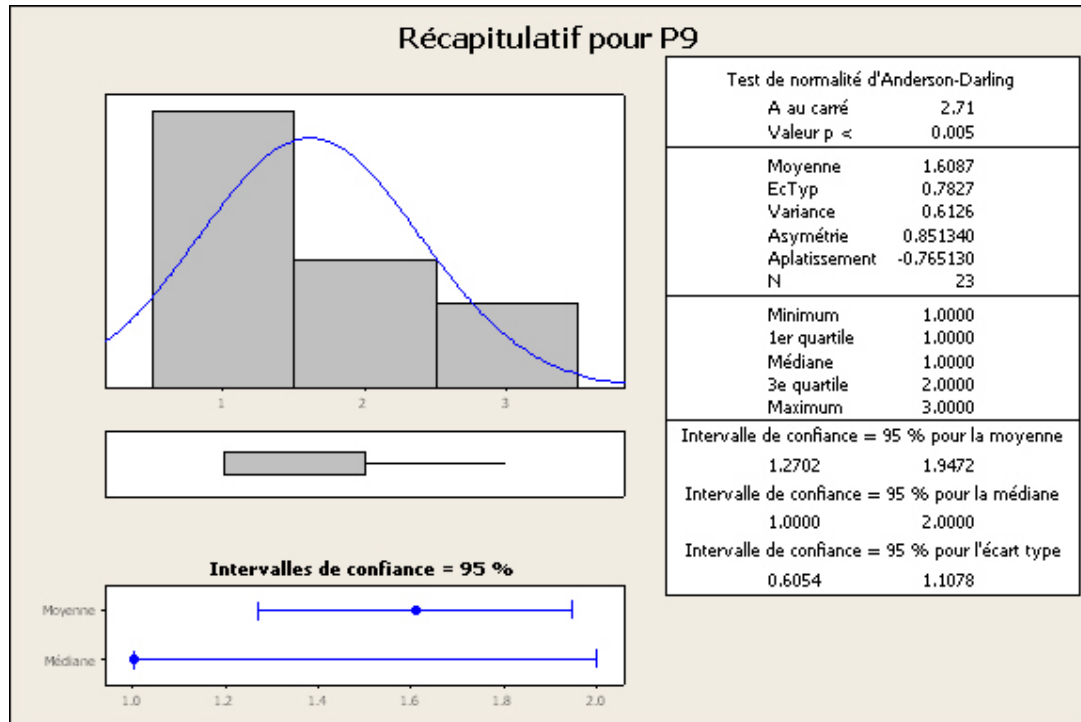 Récapitulatif pour P9
1 2 3
Intervalles de confiance = 95 %
Moyenne
Médiane
1.0 1.2 1.4 1.6 1.8 2.0
Test de normalité d'Anderson-Darling
A au carré 2.71
Valeur p < 0.005
Moyenne 1.6087
EcTyp 0.7827
Variance 0.6126
Asymétrie 0.851340
Aplatissement -0.765130
N 23
Minimum 1.0000
1er quartile 1.0000
Médiane 1.0000
3e quartile 2.0000
Maximum 3.0000
Intervalle de confiance = 95 % pour la moyenne
1.2702 1.9472
Intervalle de confiance = 95 % pour la médiane
1.0000 2.0000
Intervalle de confiance = 95 % pour l'écart type
0.6054 1.1078